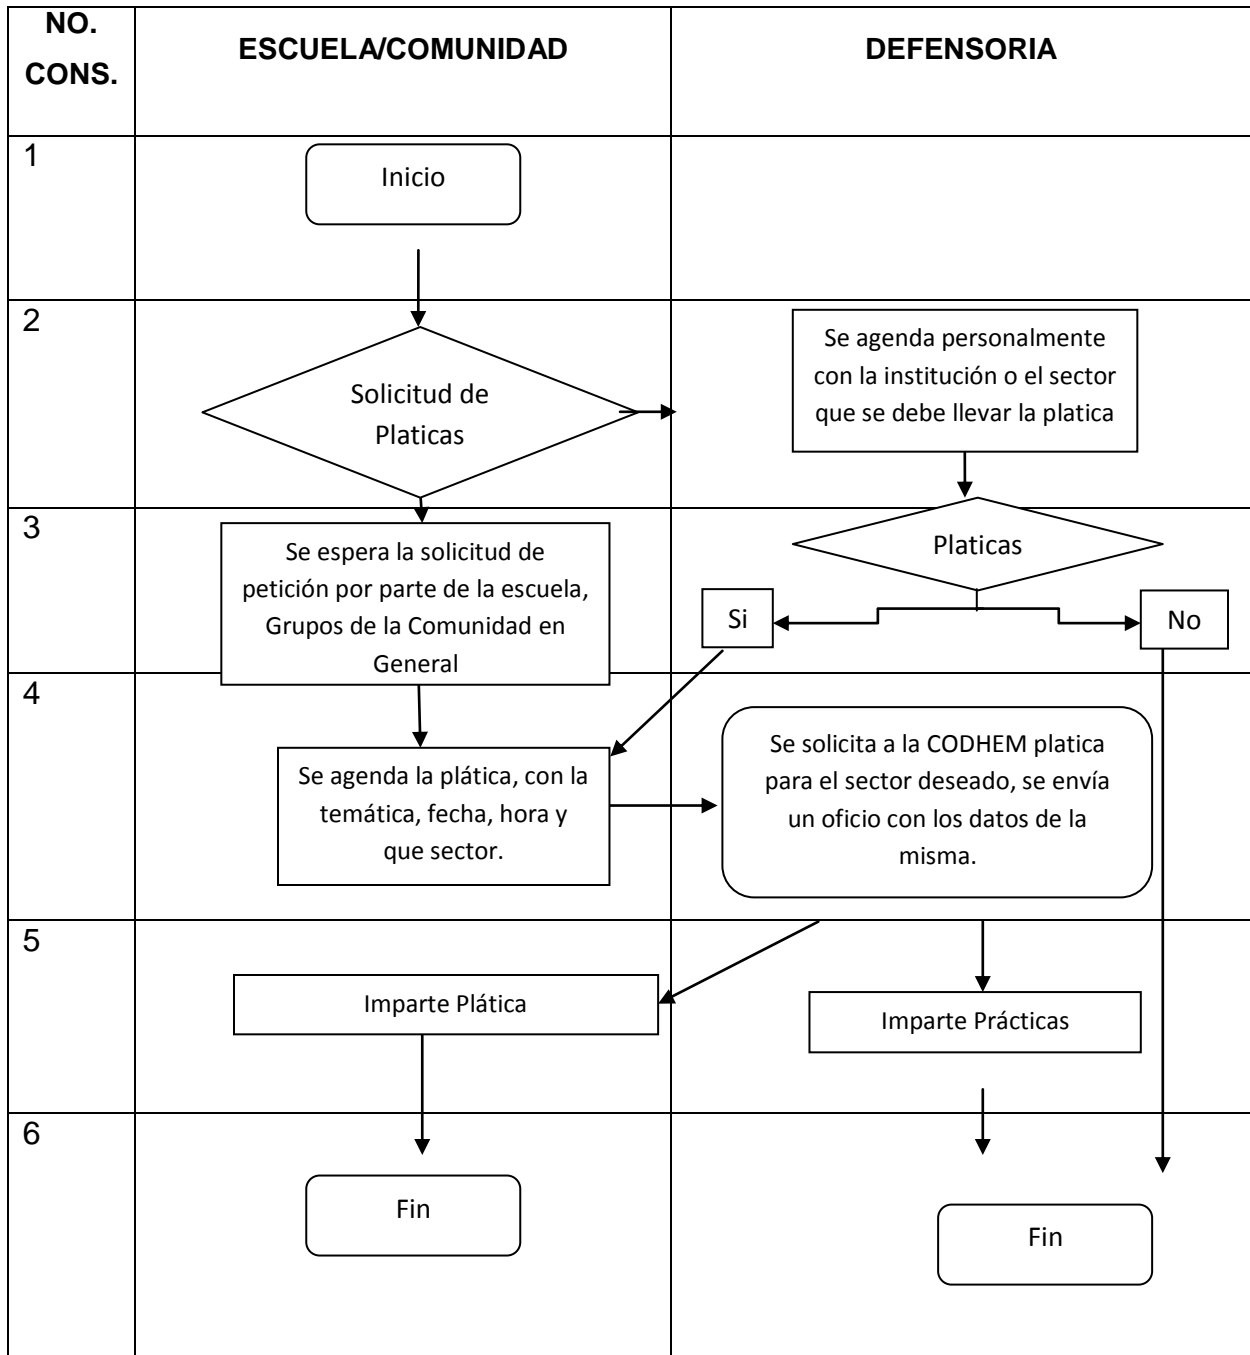 NO.
CONS.
ESCUELA/COMUNIDAD
DEFENSORIA
1
Inicio
2
Solicitud de
Platicas
Se agenda personalmente
con la institución o el sector
que se debe llevar la platica
3
Se espera la solicitud de
petición por parte de la escuela,
Grupos de la Comunidad en
General
Platicas
Si
No
4
Se agenda la plática, con la
temática, fecha, hora y
que sector.
Se solicita a la CODHEM platica
para el sector deseado, se envía
un oficio con los datos de la
misma.
5
Imparte Plática
Imparte Prácticas
6
Fin
Fin